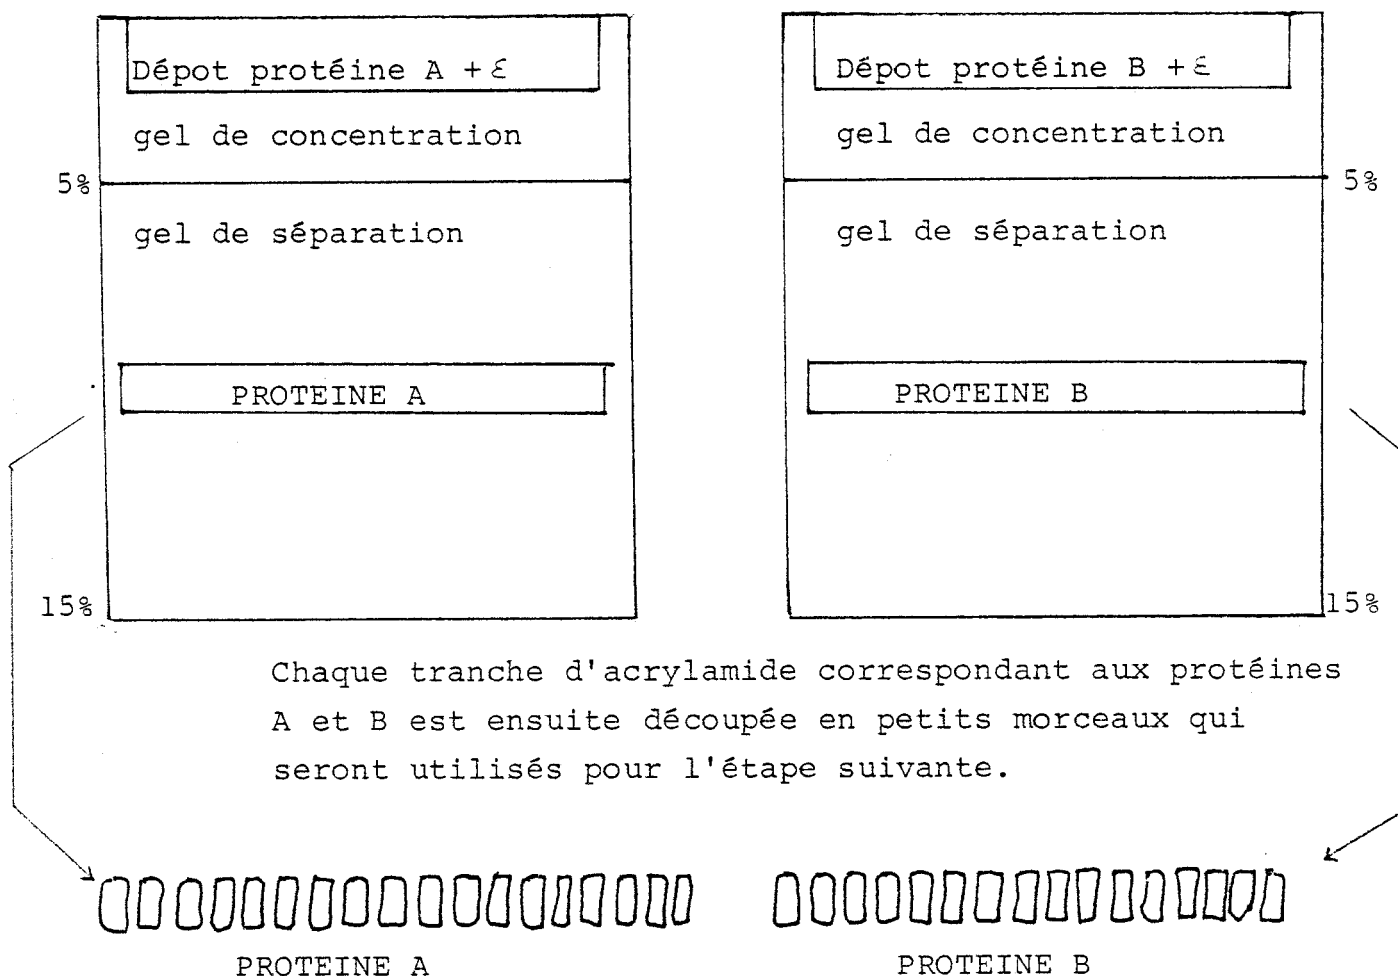 Dépot protéine A + ε
gel de concentration
5%
gel de séparation
PROTEINE A
15%
Dépot protéine B + ε
gel de concentration
5%
gel de séparation
PROTEINE B
15%
Chaque tranche d'acrylamide correspondant aux protéines
A et B est ensuite découpée en petits morceaux qui
seront utilisés pour l'étape suivante.
PROTEINE A
PROTEINE B